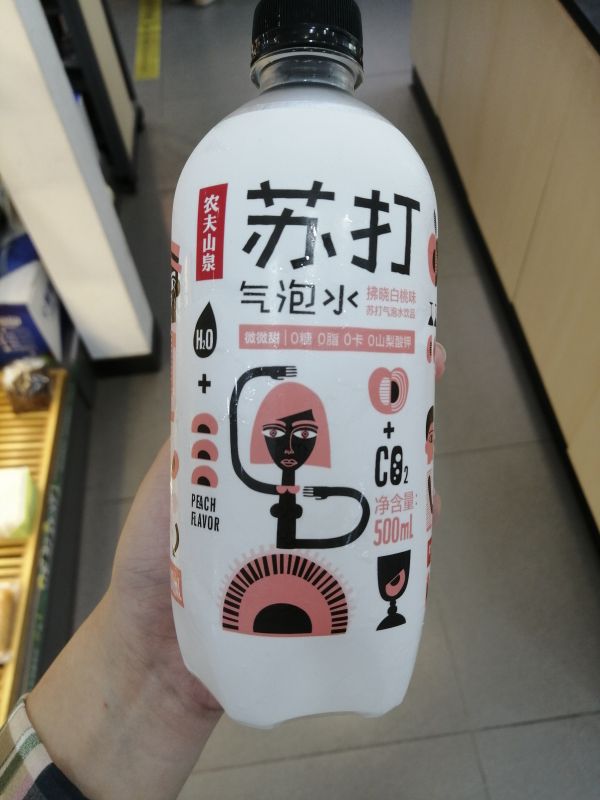 农夫山泉
苏打
气泡水
拂晓白桃味
苏打气泡水饮品
微微甜 | 0糖 0脂 0卡 0山梨酸钾
H2O
+
PEACH
FLAVOR
+
CO2
净含量:
500mL